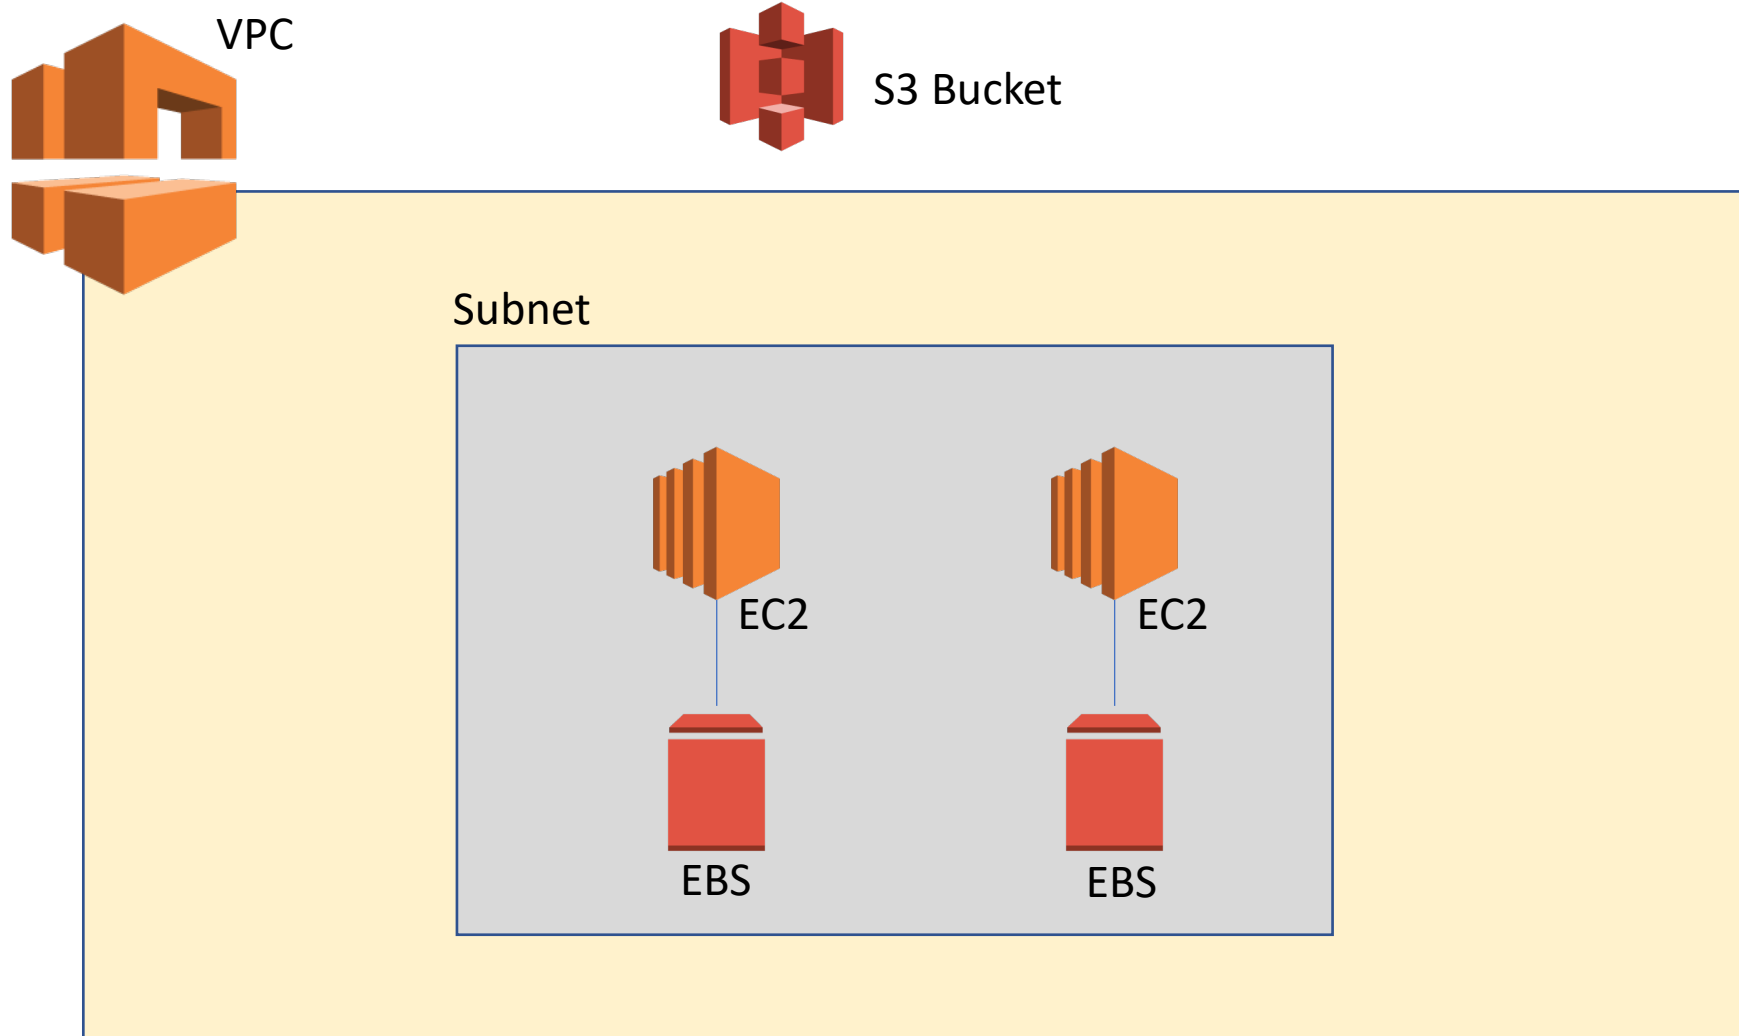 VPC
S3 Bucket
Subnet
EC2
EC2
EBS
EBS